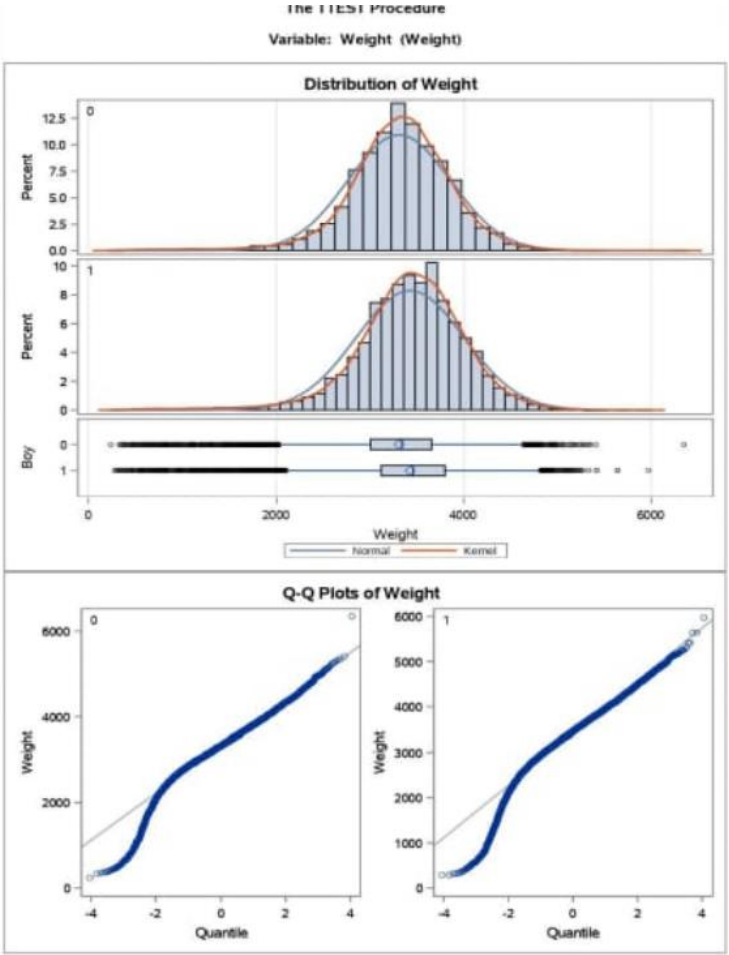 The TTEST Procedure
Variable: Weight (Weight)
Distribution of Weight
0
12.5
10.0
7.5
5.0
2.5
0.0
Percent
1
10
8
6
4
2
0
Percent
Boy
0
1
0 2000 4000 6000
Weight
Normal Kernel
Q-Q Plots of Weight
0
6000
4000
2000
0
Weight
-4 -2 0 2 4
Quantile
1
6000
5000
4000
3000
2000
1000
0
Weight
-4 -2 0 2 4
Quantile